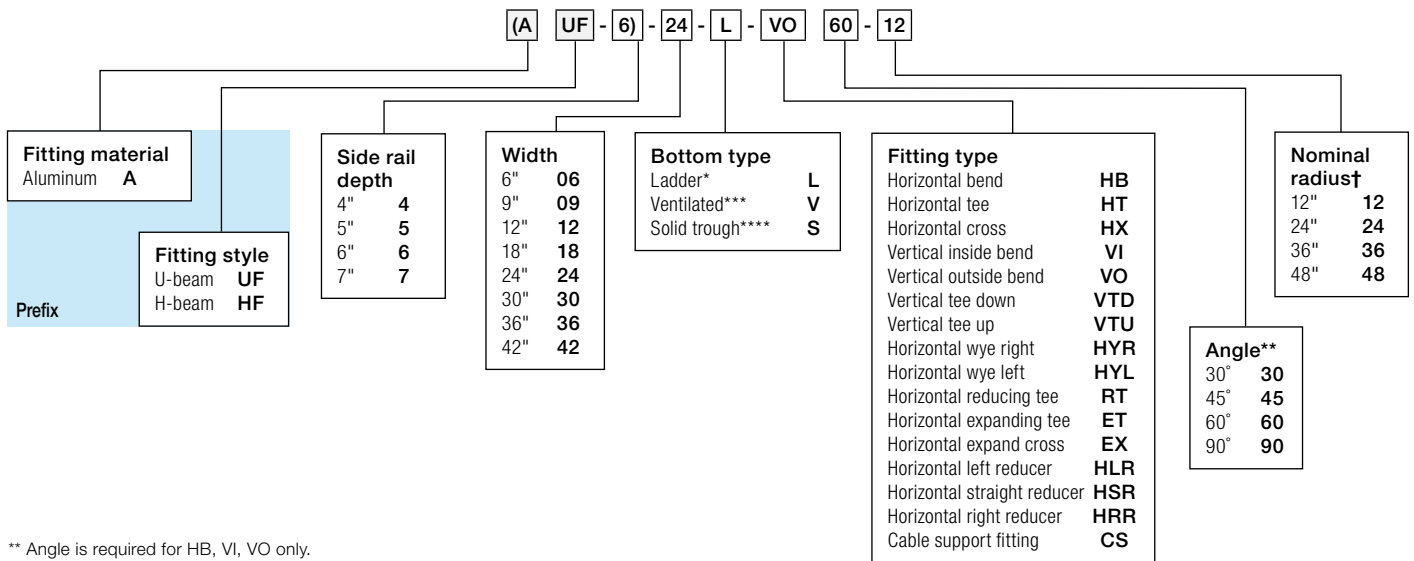 (A UF - 6) - 24 - L - VO 60 - 12
Fitting material
Aluminum A
Fitting style
U-beam UF
H-beam HF
Prefix
Side rail
depth
4" 4
5" 5
6" 6
7" 7
Width
6" 06
9" 09
12" 12
18" 18
24" 24
30" 30
36" 36
42" 42
Bottom type
Ladder* L
Ventilated*** V
Solid trough**** S
Fitting type
Horizontal bend HB
Horizontal tee HT
Horizontal cross HX
Vertical inside bend VI
Vertical outside bend VO
Vertical tee down VTD
Vertical tee up VTU
Horizontal wye right HYR
Horizontal wye left HYL
Horizontal reducing tee RT
Horizontal expanding tee ET
Horizontal expand cross EX
Horizontal left reducer HLR
Horizontal straight reducer HSR
Horizontal right reducer HRR
Cable support fitting CS
Angle**
30° 30
45° 45
60° 60
90° 90
Nominal
radius†
12" 12
24" 24
36" 36
48" 48
** Angle is required for HB, VI, VO only.